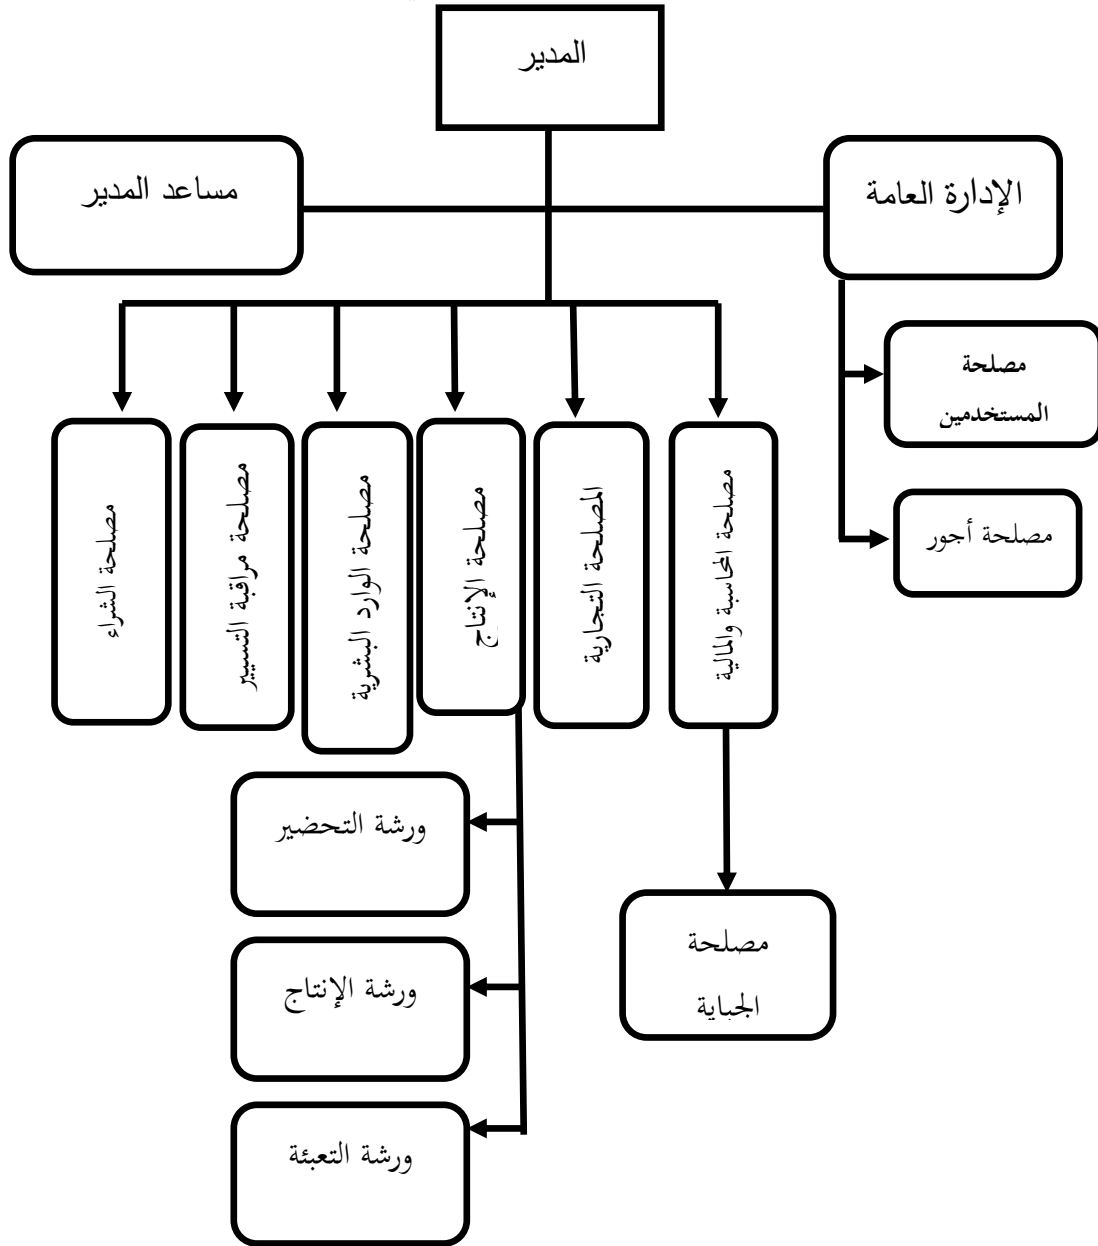 المدير
الإدارة العامة
مساعد المدير
مصلحة
المستخدمين
مصلحة أجور
مصلحة المحاسبة والمالية
المصلحة التجارية
مصلحة الإنتاج
مصلحة الوارد البشرية
مصلحة مراقبة التسيير
مصلحة الشراء
ورشة التحضير
ورشة الإنتاج
ورشة التعبئة
مصلحة
الجباية